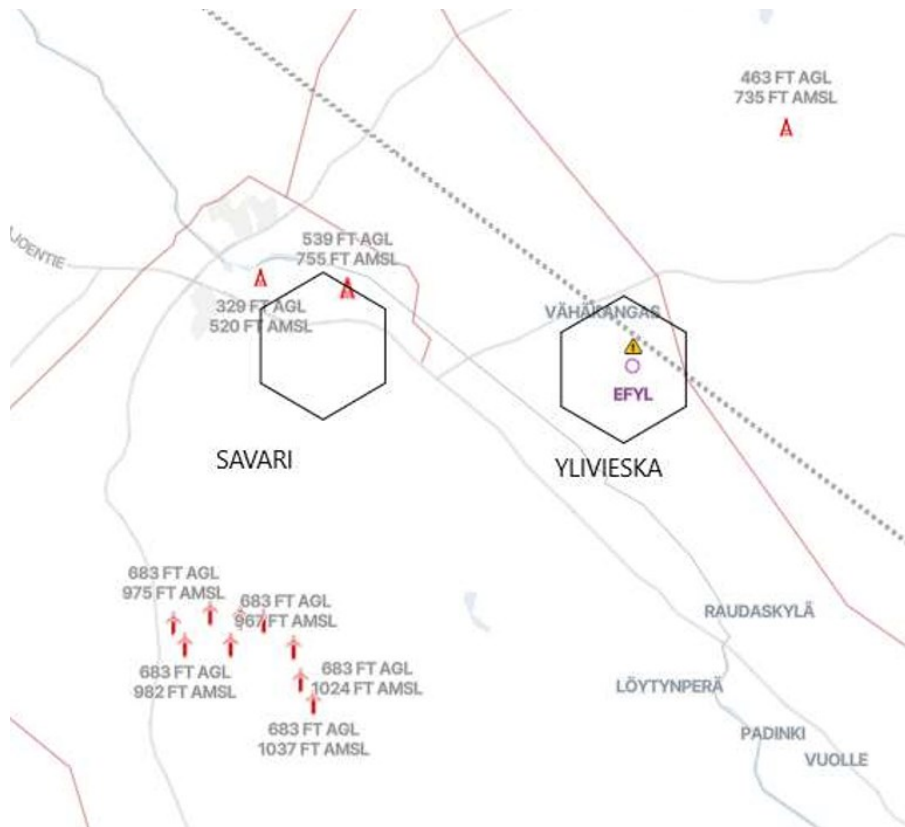 463 FT AGL
735 FT AMSL
JOENTIE
539 FT AGL
755 FT AMSL
329 FT AGL
520 FT AMSL
VÄHÄKANGAS
EFYL
SAVARI
YLIVIESKA
683 FT AGL
975 FT AMSL
683 FT AGL
967 FT AMSL
683 FT AGL
982 FT AMSL
683 FT AGL
1024 FT AMSL
683 FT AGL
1037 FT AMSL
RAUDASKYLÄ
LÖYTYNPERÄ
PADINKI
VUOLLE